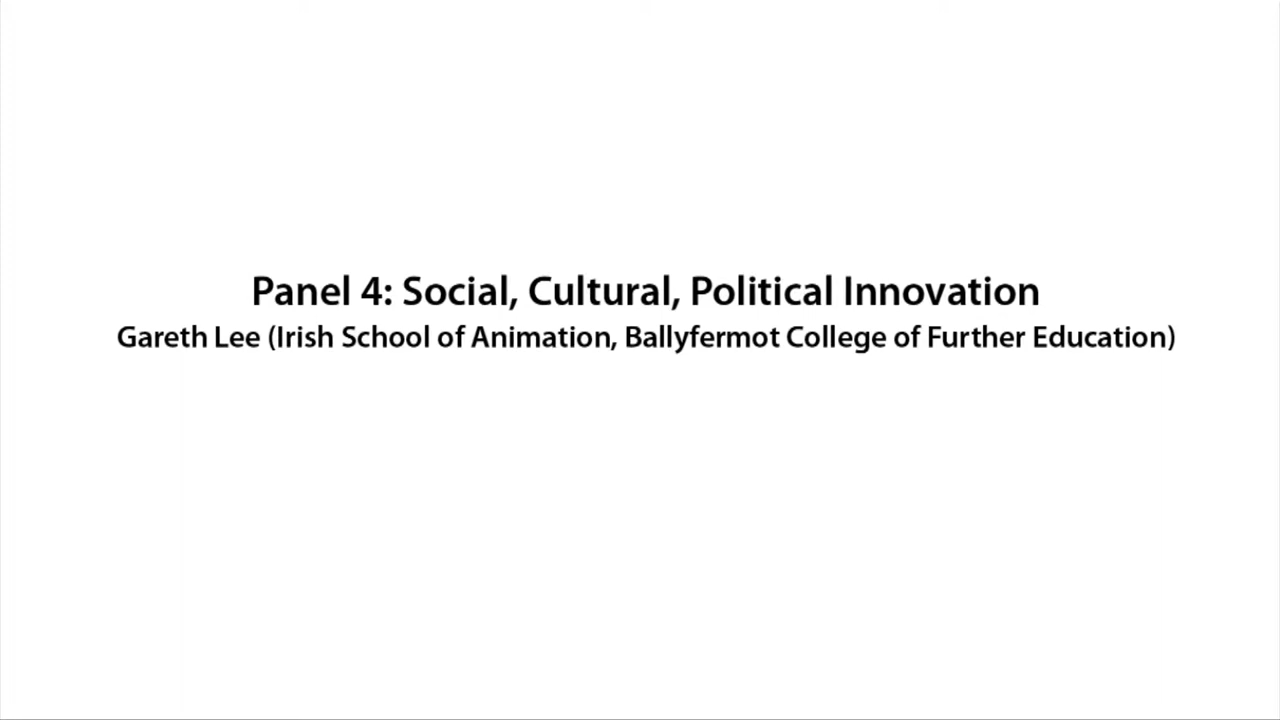 Panel 4: Social, Cultural, Political Innovation
Gareth Lee (Irish School of Animation, Ballyfermot College of Further Education)